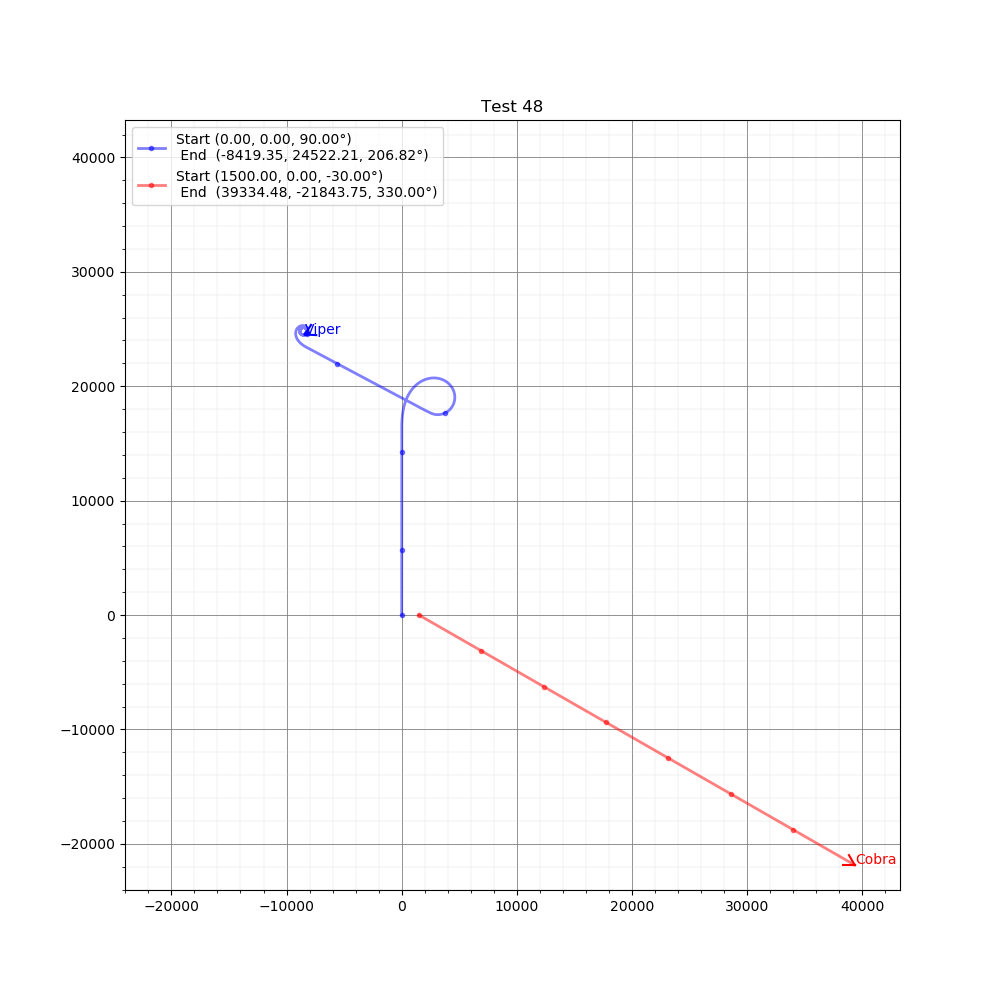 Test 48
Start (0.00, 0.00, 90.00°)
End (-8419.35, 24522.21, 206.82°)
Start (1500.00, 0.00, -30.00°)
End (39334.48, -21843.75, 330.00°)
40000
30000
Viper
20000
10000
0
−10000
−20000
Cobra
−20000 −10000 0 10000 20000 30000 40000